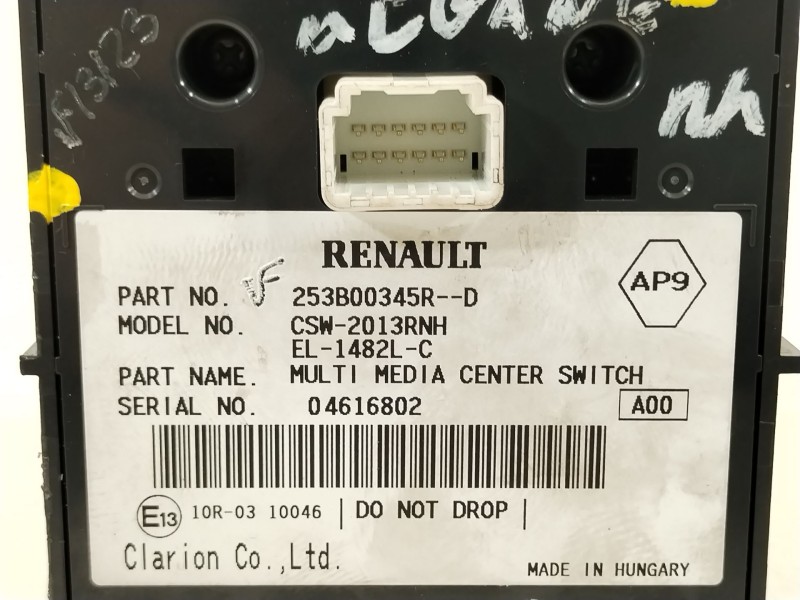 MEGANE
RENAULT
AP9
PART NO. 253B00345R--D
MODEL NO. CSW-2013RNH
EL-1482L-C
PART NAME. MULTI MEDIA CENTER SWITCH
SERIAL NO. 04616802
A00
E13 10R-03 10046 | DO NOT DROP |
Clarion Co.,Ltd.
MADE IN HUNGARY